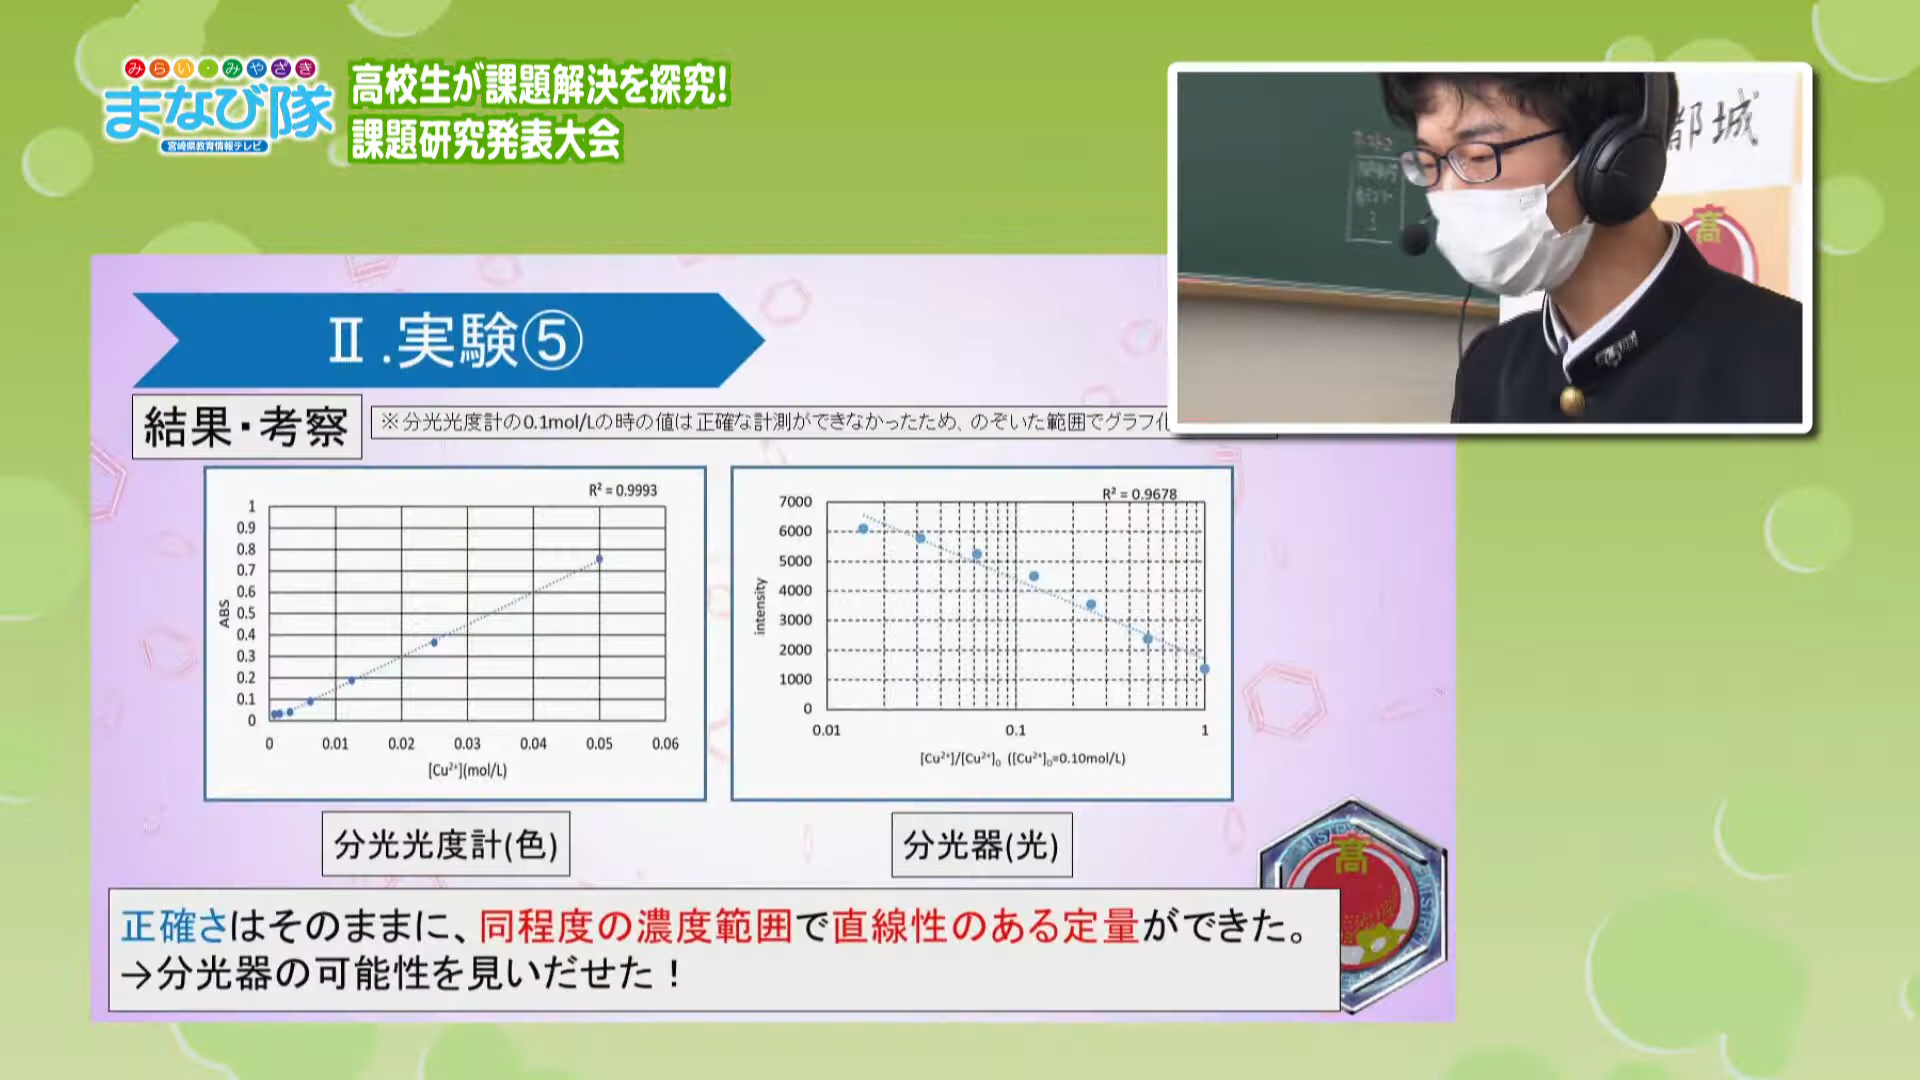 みらい・みやざき
まなび隊
宮崎県教育情報テレビ
高校生が課題解決を探究!
課題研究発表大会
都城
高
Ⅱ.実験⑤
結果・考察
※分光光度計の0.1mol/Lの時の値は正確な計測ができなかったため、のぞいた範囲でグラフ化
R² = 0.9993
1
0.9
0.8
0.7
0.6
0.5
0.4
0.3
0.2
0.1
0
ABS
0 0.01 0.02 0.03 0.04 0.05 0.06
[Cu²⁺](mol/L)
R² = 0.9678
7000
6000
5000
4000
3000
2000
1000
0
intensity
0.01 0.1 1
[Cu²⁺]/[Cu²⁺]₀ ([Cu²⁺]₀=0.10mol/L)
分光光度計(色)
分光器(光)
高
正確さはそのままに、同程度の濃度範囲で直線性のある定量ができた。
→分光器の可能性を見いだせた！